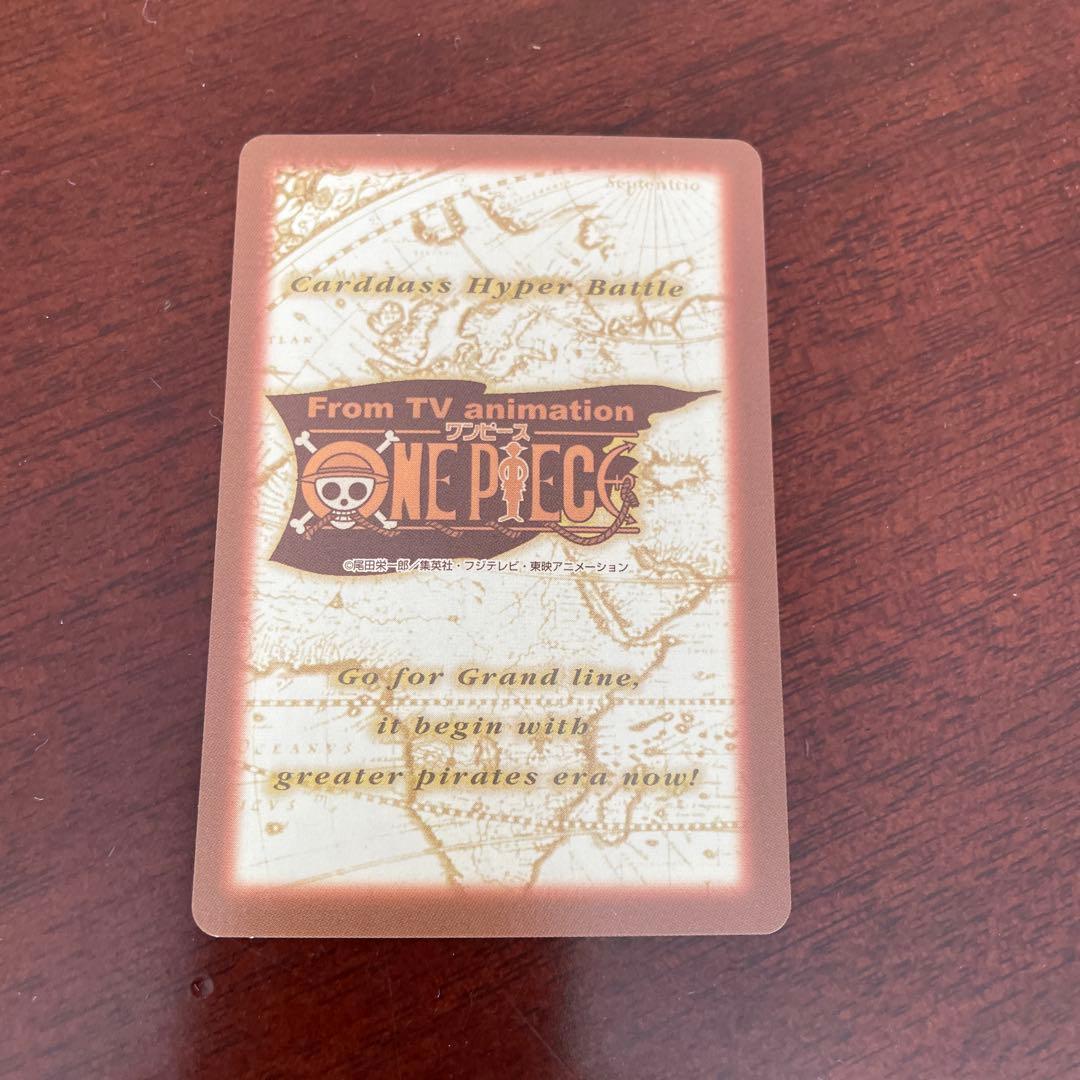 Septentrio
Carddass Hyper Battle
From TV animation
ワンピース
ONE PIECE
©尾田栄一郎／集英社・フジテレビ・東映アニメーション
Go for Grand line,
it begin with
greater pirates era now!